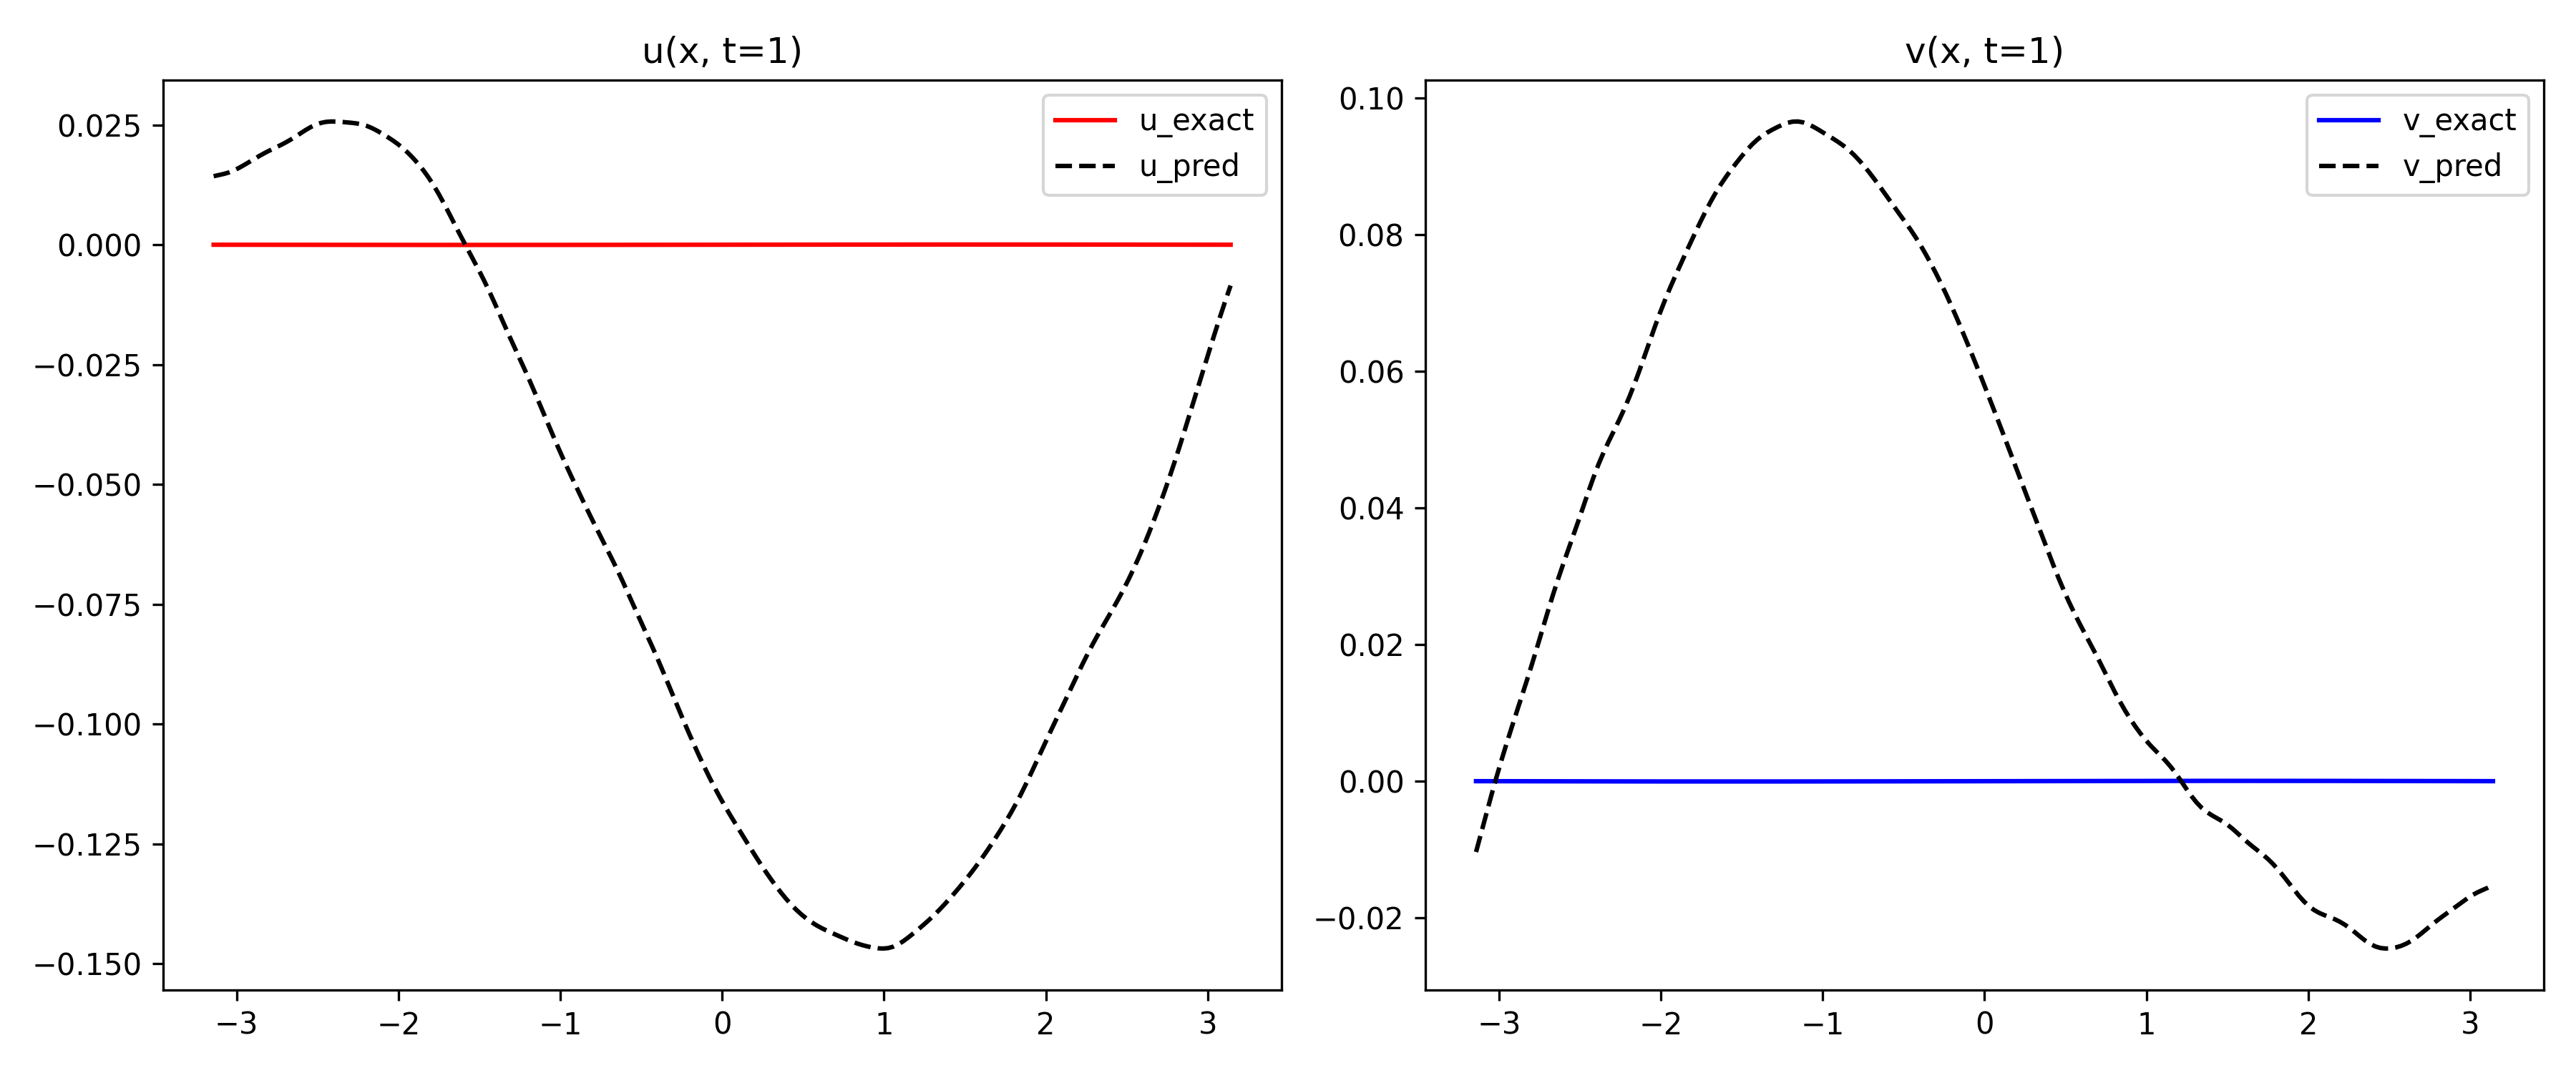 u(x, t=1)
0.025
0.000
−0.025
−0.050
−0.075
−0.100
−0.125
−0.150
−3 −2 −1 0 1 2 3
u_exact
u_pred
v(x, t=1)
0.10
0.08
0.06
0.04
0.02
0.00
−0.02
−3 −2 −1 0 1 2 3
v_exact
v_pred